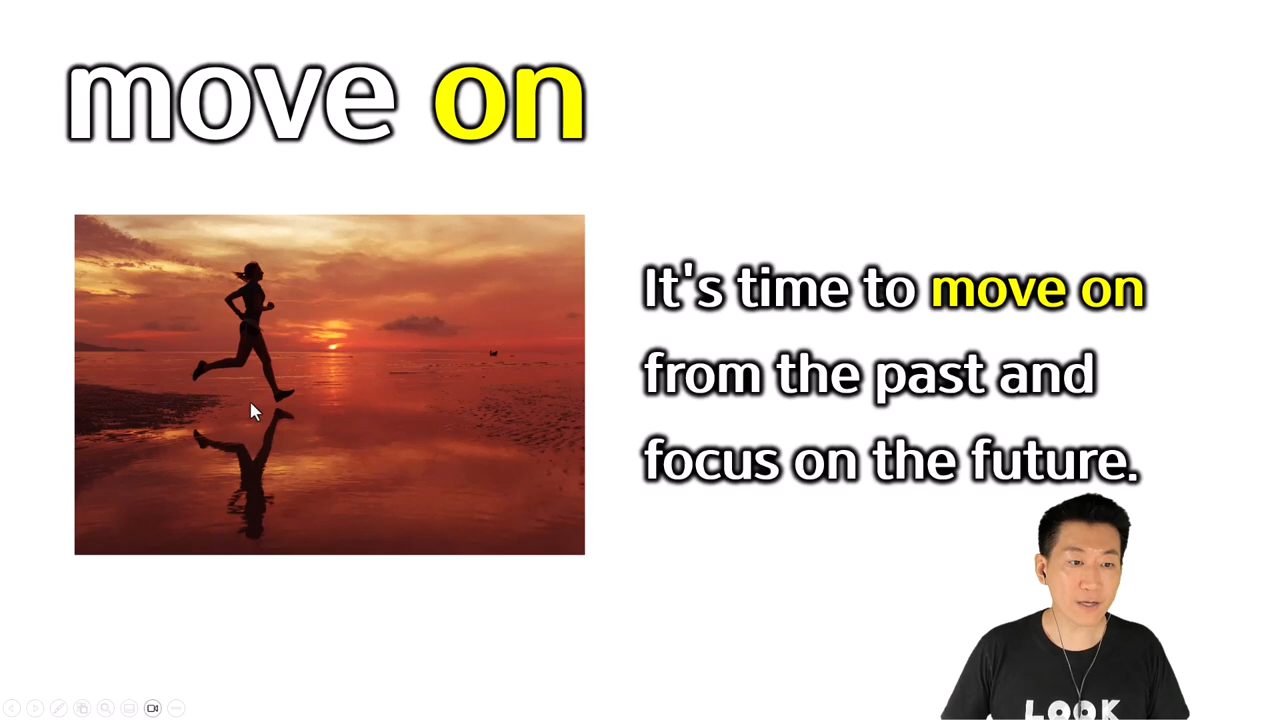 move on
It's time to move on
from the past and
focus on the future.
LOOK